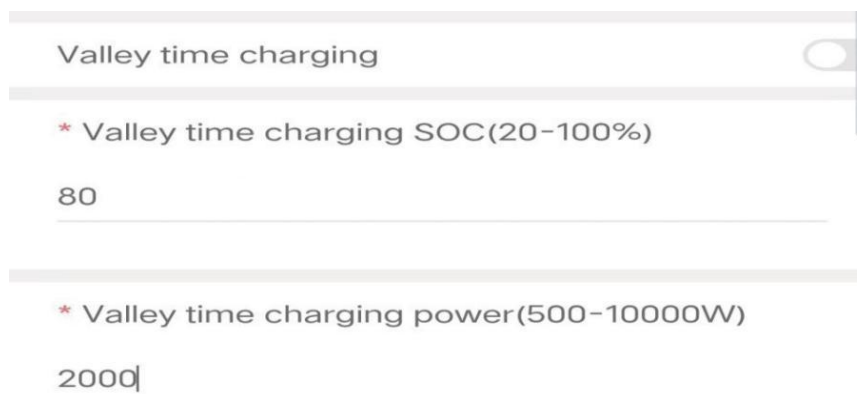 Valley time charging
* Valley time charging SOC(20-100%)
80
* Valley time charging power(500-10000W)
2000